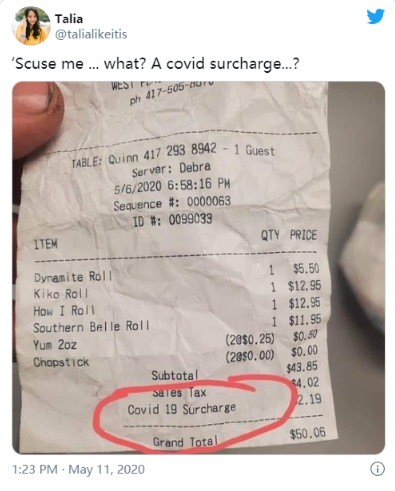 Talia
@talialikeitis
'Scuse me ... what? A covid surcharge...?
ph 417-505-
TABLE: Quinn 417 293 8942 - 1 Guest
Server: Debra
5/6/2020 6:58:16 PM
Sequence #: 0000063
ID #: 0099033
ITEM QTY PRICE
Dynamite Roll 1 $5.50
Kiko Roll 1 $12.95
How I Roll 1 $12.95
Southern Belle Roll 1 $11.95
Yum 2oz (2@$0.25) $0.50
Chopstick (2@$0.00) $0.00
Subtotal $43.85
Sales Tax $4.02
Covid 19 Surcharge 2.19
Grand Total $50.06
1:23 PM · May 11, 2020